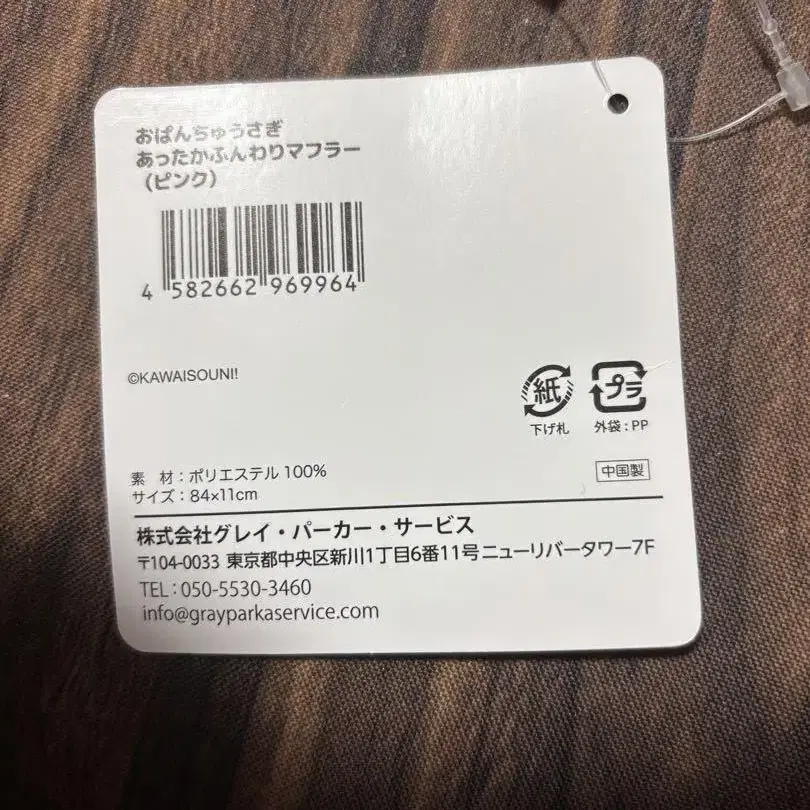 おぱんちゅうさぎ
あったかふんわりマフラー
（ピンク）
4 582662 969964
©KAWAISOUNI!
紙 プラ
下げ札 外袋：PP
素　材：ポリエステル 100% 中国製
サイズ：84×11cm
株式会社グレイ・パーカー・サービス
〒104-0033 東京都中央区新川1丁目6番11号ニューリバータワー7F
TEL：050-5530-3460
info@grayparkaservice.com